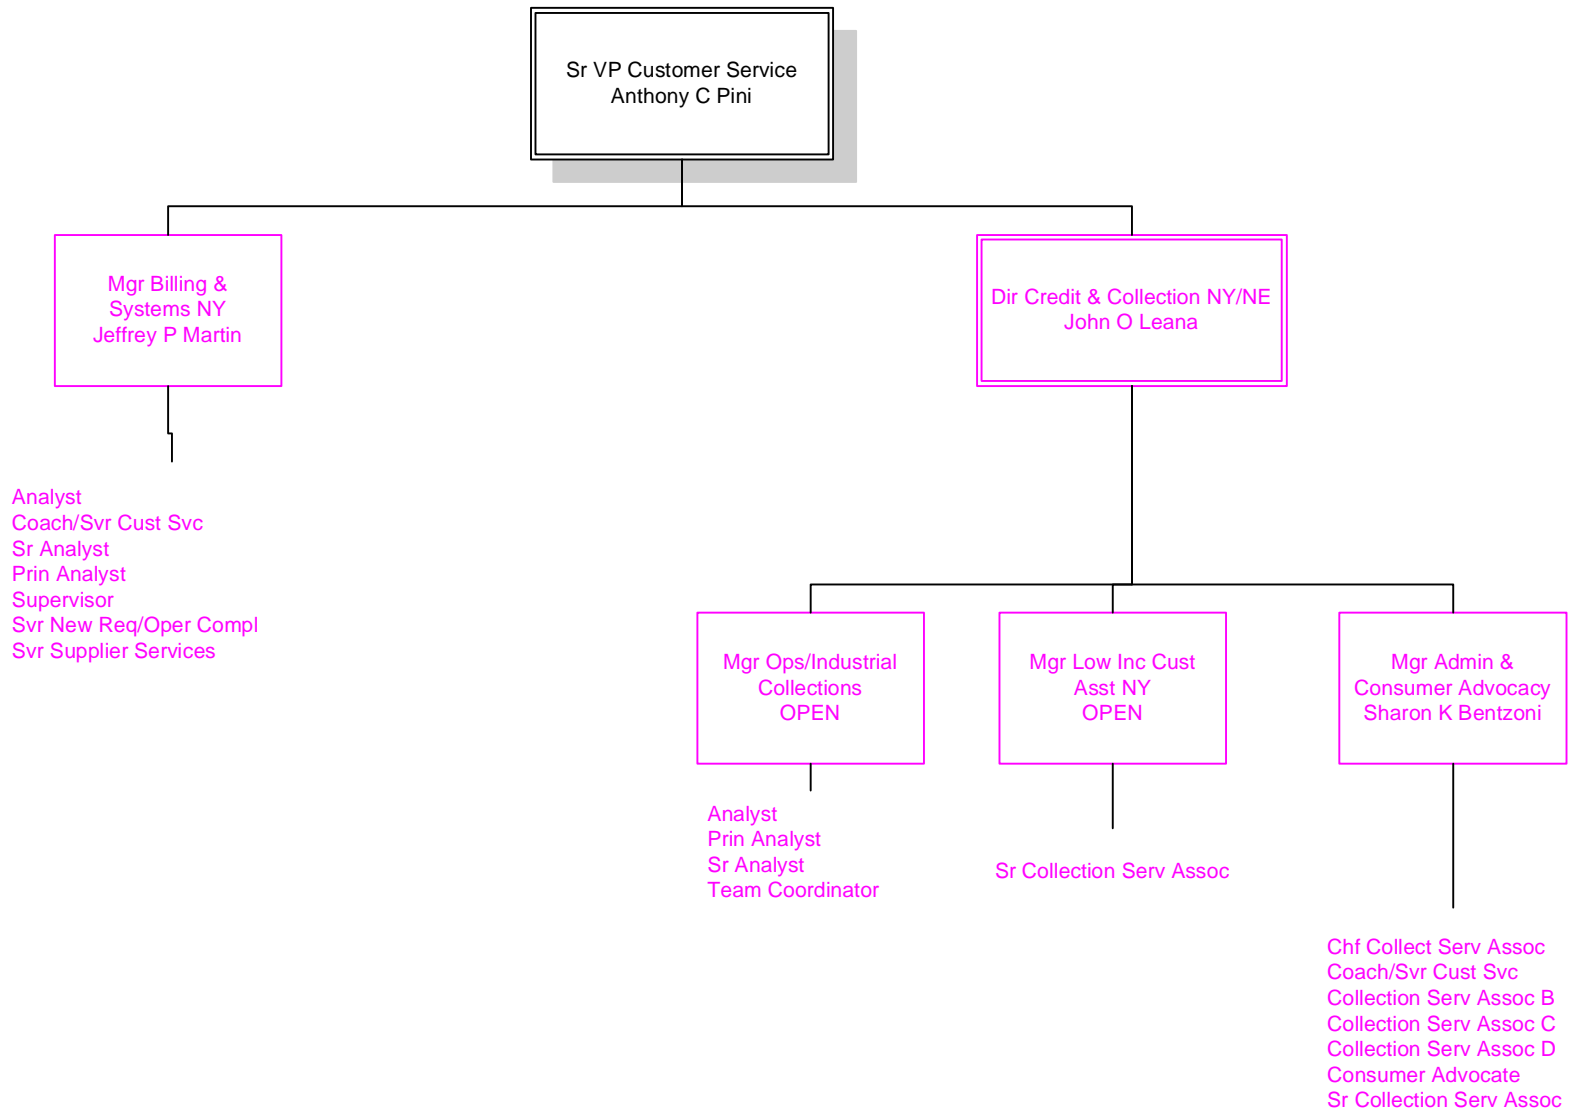 Sr VP Customer Service
Anthony C Pini
Mgr Billing &
Systems NY
Jeffrey P Martin
Dir Credit & Collection NY/NE
John O Leana
Analyst
Coach/Svr Cust Svc
Sr Analyst
Prin Analyst
Supervisor
Svr New Req/Oper Compl
Svr Supplier Services
Mgr Ops/Industrial
Collections
OPEN
Mgr Low Inc Cust
Asst NY
OPEN
Mgr Admin &
Consumer Advocacy
Sharon K Bentzoni
Analyst
Prin Analyst
Sr Analyst
Team Coordinator
Sr Collection Serv Assoc
Chf Collect Serv Assoc
Coach/Svr Cust Svc
Collection Serv Assoc B
Collection Serv Assoc C
Collection Serv Assoc D
Consumer Advocate
Sr Collection Serv Assoc